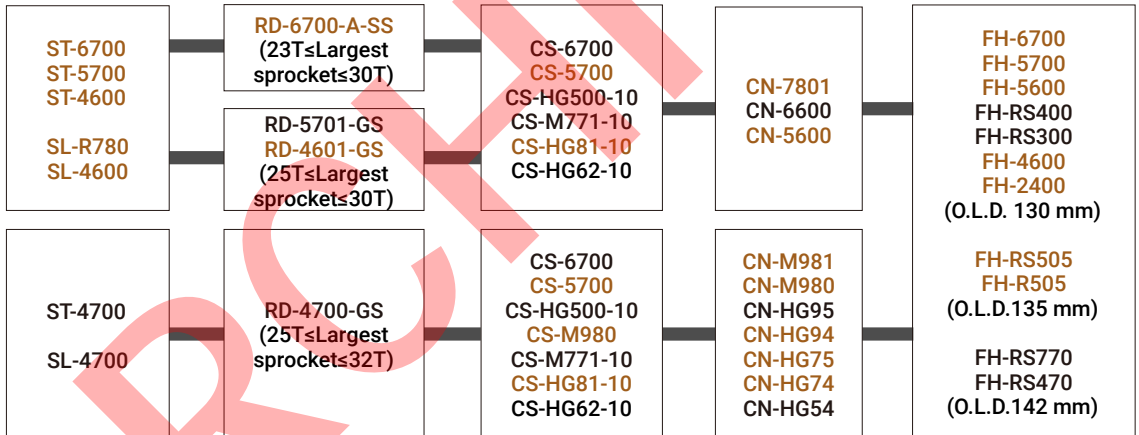 ST-6700
ST-5700
ST-4600
SL-R780
SL-4600
RD-6700-A-SS
(23T≤Largest
sprocket≤30T)
RD-5701-GS
RD-4601-GS
(25T≤Largest
sprocket≤30T)
CS-6700
CS-5700
CS-HG500-10
CS-M771-10
CS-HG81-10
CS-HG62-10
CN-7801
CN-6600
CN-5600
FH-6700
FH-5700
FH-5600
FH-RS400
FH-RS300
FH-4600
FH-2400
(O.L.D. 130 mm)
FH-RS505
FH-R505
(O.L.D.135 mm)
FH-RS770
FH-RS470
(O.L.D.142 mm)
ST-4700
SL-4700
RD-4700-GS
(25T≤Largest
sprocket≤32T)
CS-6700
CS-5700
CS-HG500-10
CS-M980
CS-M771-10
CS-HG81-10
CS-HG62-10
CN-M981
CN-M980
CN-HG95
CN-HG94
CN-HG75
CN-HG74
CN-HG54